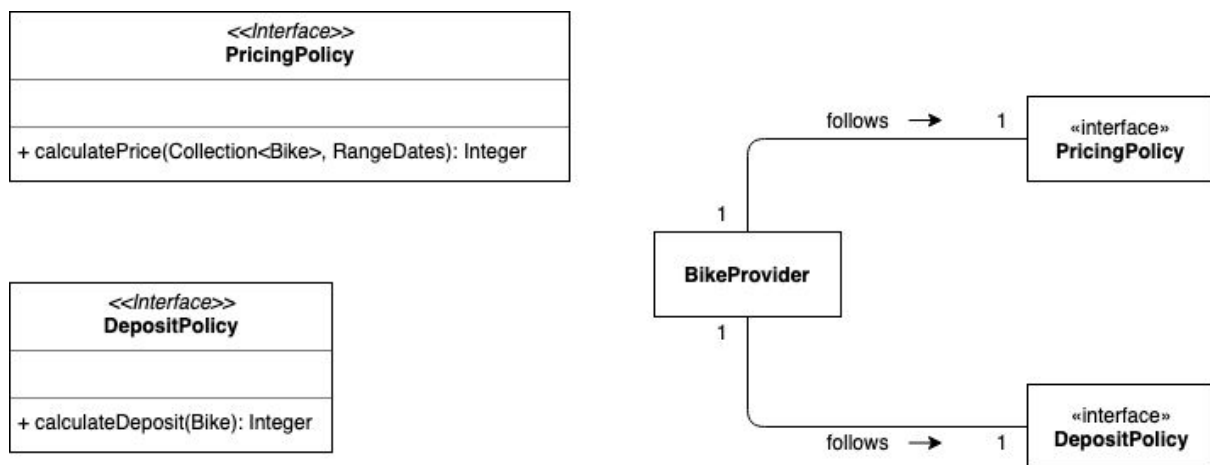 <<Interface>>
PricingPolicy
+ calculatePrice(Collection<Bike>, RangeDates): Integer
<<Interface>>
DepositPolicy
+ calculateDeposit(Bike): Integer
follows → 1
«interface»
PricingPolicy
1
BikeProvider
1
follows → 1
«interface»
DepositPolicy